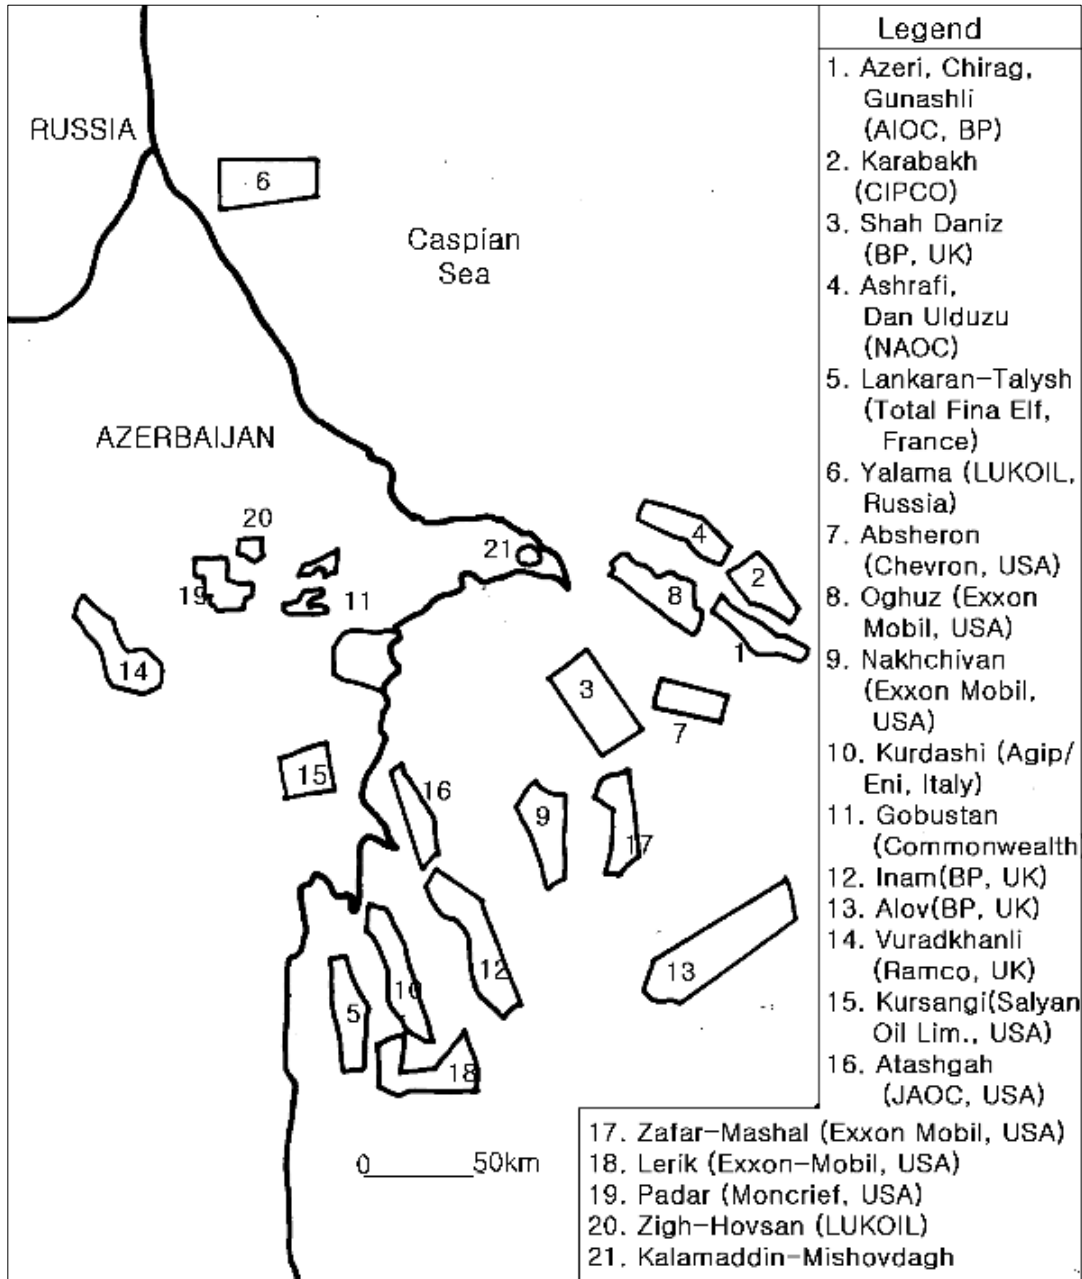 RUSSIA
6
Caspian
Sea
AZERBAIJAN
20
21
4
2
19
11
8
14
1
3
7
15
16
9
17
12
13
10
5
18
0 50km
Legend
1. Azeri, Chirag,
Gunashli
(AIOC, BP)
2. Karabakh
(CIPCO)
3. Shah Daniz
(BP, UK)
4. Ashrafi,
Dan Ulduzu
(NAOC)
5. Lankaran-Talysh
(Total Fina Elf,
France)
6. Yalama (LUKOIL,
Russia)
7. Absheron
(Chevron, USA)
8. Oghuz (Exxon
Mobil, USA)
9. Nakhchivan
(Exxon Mobil,
USA)
10. Kurdashi (Agip/
Eni, Italy)
11. Gobustan
(Commonwealth)
12. Inam(BP, UK)
13. Alov(BP, UK)
14. Vuradkhanli
(Ramco, UK)
15. Kursangi(Salyan
Oil Lim., USA)
16. Atashgah
(JAOC, USA)
17. Zafar-Mashal (Exxon Mobil, USA)
18. Lerik (Exxon-Mobil, USA)
19. Padar (Moncrief, USA)
20. Zigh-Hovsan (LUKOIL)
21. Kalamaddin-Mishovdagh